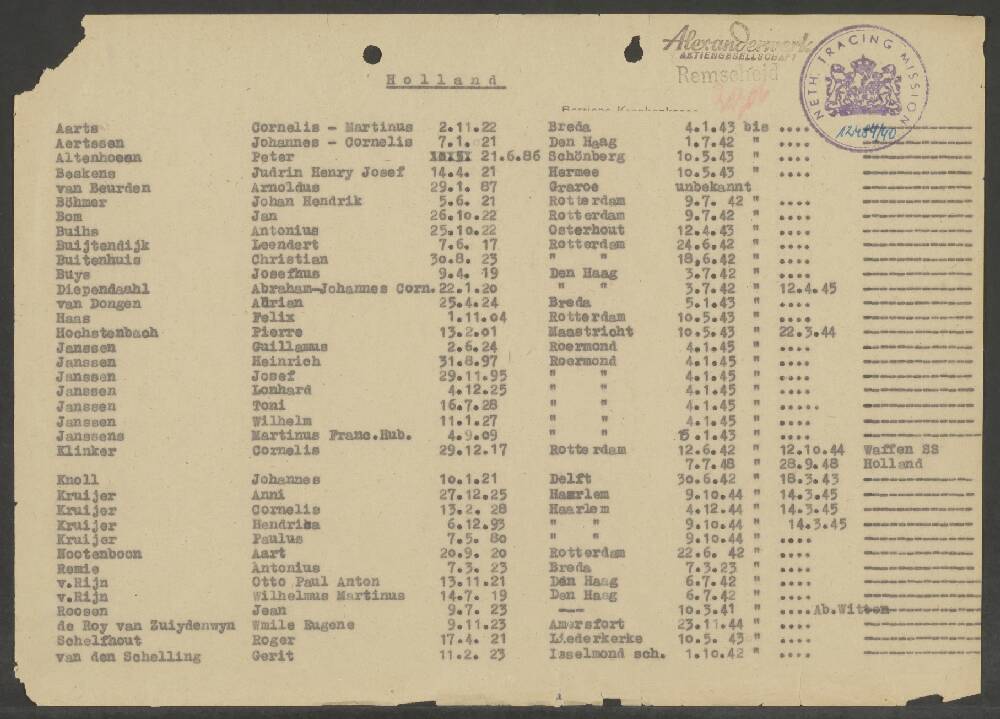 Alexanderwerk
AKTIENGESELLSCHAFT
Remscheid
NETH. TRACING MISSION
12484/40
Holland
Aarts Cornelis - Martinus 2.11.22 Breda 4.1.43 bis ....
Aertssen Johannes - Cornelis 7.1. 21 Den Haag 1.7.42 " ....
Peter 21.6.86 Schönberg 10.5.43 " ....
Beskens Judrin Henry Josef 14.4. 21 Hermee 10.5.43 " ....
van Beurden Arnoldus 29.1. 87 Graroe unbekannt
Böhmer Johan Hendrik 5.6. 21 Rotterdam 9.7. 42 " ....
Bom Jan 26.10.22 Rotterdam 9.7.42 " ....
Buihs Antonius 25.10.22 Osterhout 12.4.43 " ....
Buijtendijk Leendert 7.6. 17 Rotterdam 24.6.42 " ....
Buitenhuis Christian 30.8. 23 " " 18,6.42 " ....
Buys Josefhus 9.4. 19 Den Haag 3.7.42 " ....
Diependaahl Abraham-Johannes Corn. 22.1.20 " " 3.7.42 " 12.4.45
van Dongen Adrian 25.4.24 Breda 5.1.43 " ....
Haas Felix 1.11.04 Rotterdam 10.5.43 " ....
Hochstenbach Pierre 13.2.01 Maastricht 10.5.43 " 22.3.44
Janssen Guillamus 2.6.24 Roermond 4.1.45 " ....
Janssen Heinrich 31.8.97 Roermond 4.1.45 " ....
Janssen Josef 29.11.95 " " 4.1.45 " ....
Janssen Lonhard 4.12.25 " " 4.1.45 " ....
Janssen Toni 16.7.28 " " 4.1.45 " .....
Janssen Wilhelm 11.1.27 " " 4.1.45 " ....
Janssens Martinus Franc.Hub. 4.9.09 " " 5.1.43 " ....
Klinker Cornelis 29.12.17 Rotterdam 12.6.42 " 12.10.44 Waffen SS
7.7.48 " 28.9.48 Holland
Knoll Johannes 10.1.21 Delft 30.6.42 " 18.3.43
Kruijer Anni 27.12.25 Haarlem 9.10.44 " 14.3.45
Kruijer Cornelis 13.2. 28 Haarlem 4.12.44 " 14.3.45
Kruijer Hendrika 6.12.93 " " 9.10.44 " 14.3.45
Kruijer Paulus 7.5. 80 " " 9.10.44 " ....
Nootenboon Aart 20.9. 20 Rotterdam 22.6. 42 " ....
Remie Antonius 7.3. 23 Breda 7.3.23 " ....
v.Rijn Otto Paul Anton 13.11.21 Den Haag 6.7.42 " ....
v.Rijn Wilhelmus Martinus 14.7. 19 Den Haag 6.7.42 " ....
Roosen Jean 9.7. 23 --- 10.3.41 " ....Ab.Witten
de Roy van Zuiydenwyn Wmile Eugene 9.11.23 Amersfort 23.11.44 " ....
Schelfhout Roger 17.4. 21 Liederkerke 10.5. 43 " ....
van den Schelling Gerit 11.2. 23 Isselmond sch. 1.10.42 " ....